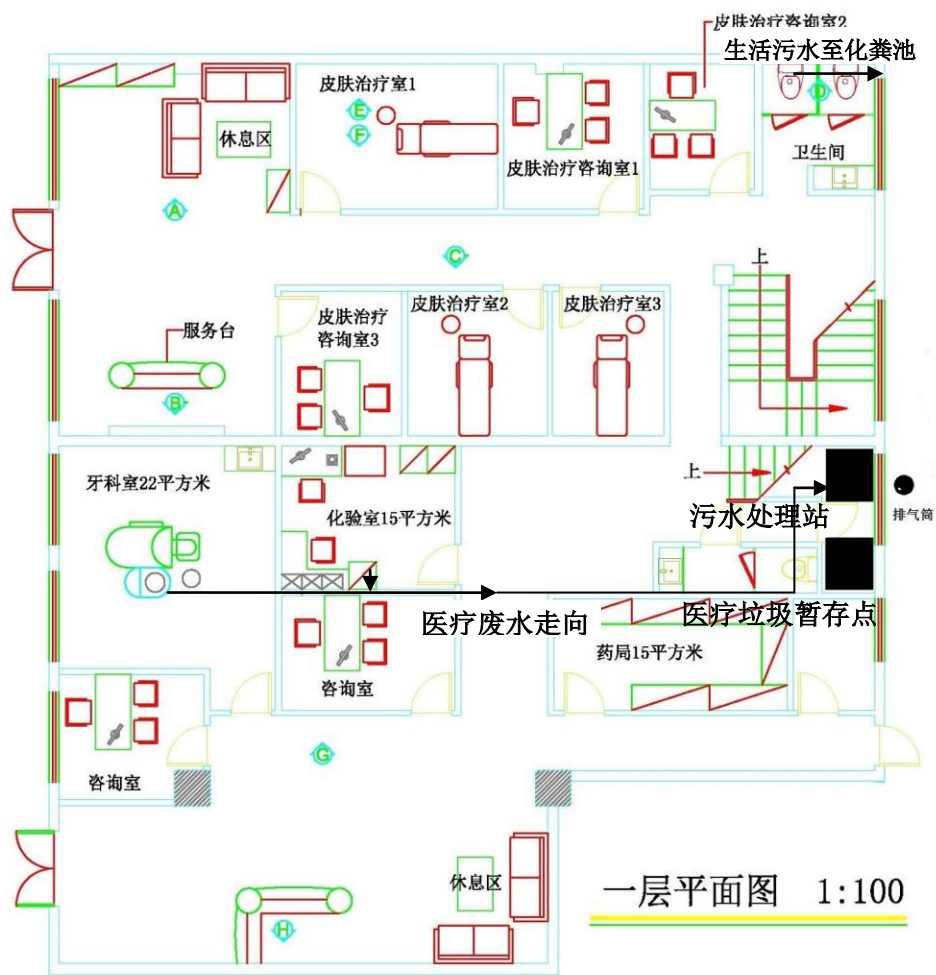 皮肤治疗咨询室2
生活污水至化粪池
皮肤治疗室1
D
E
F
休息区
皮肤治疗咨询室1
卫生间
A
C
上
皮肤治疗室2
皮肤治疗室3
皮肤治疗
咨询室3
服务台
B
牙科室22平方米
上
化验室15平方米
污水处理站
排气筒
医疗废水走向
医疗垃圾暂存点
药局15平方米
咨询室
G
咨询室
休息区
一层平面图 1:100
H